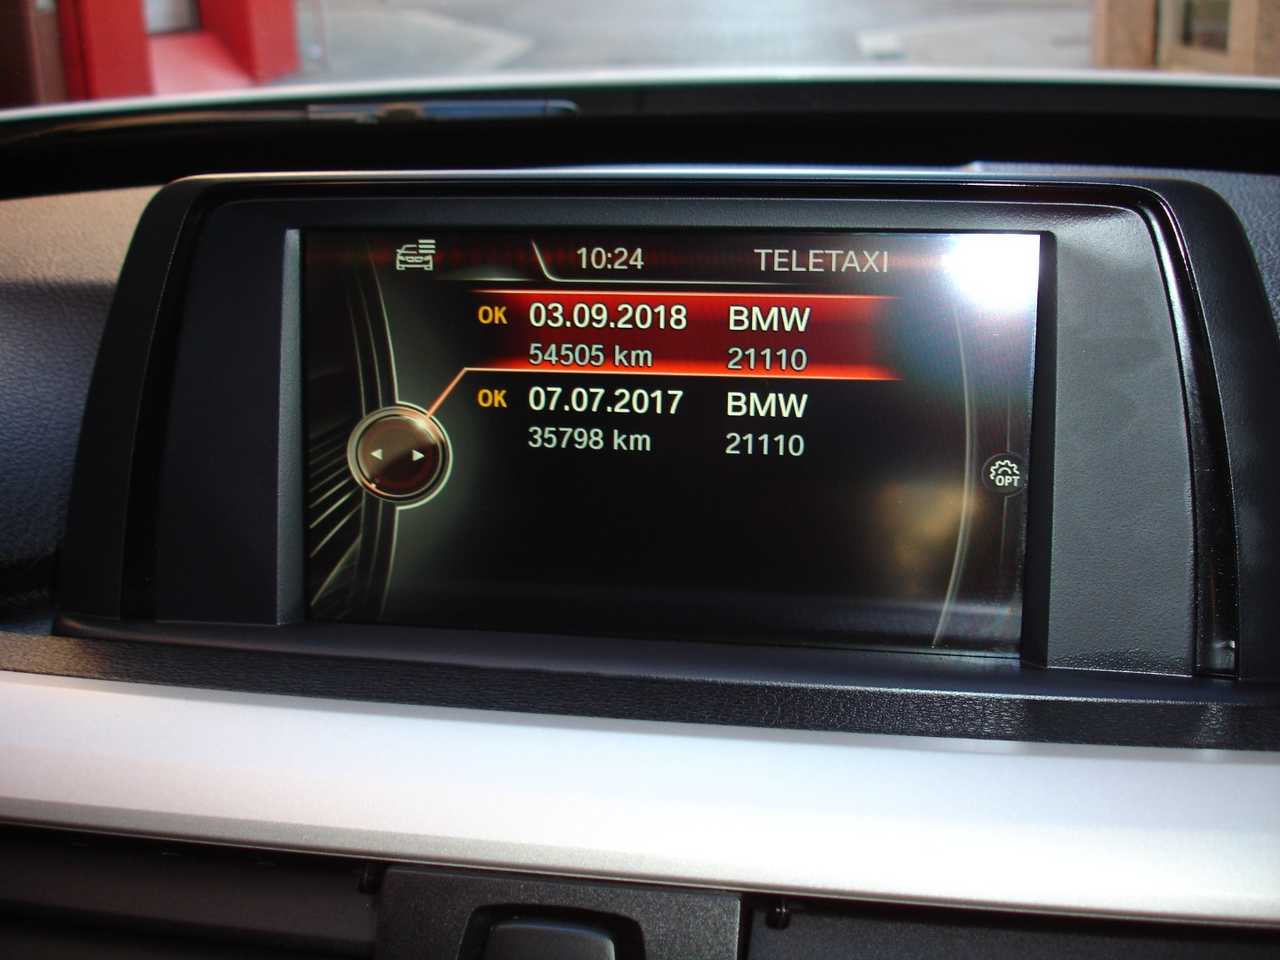 10:24 TELETAXI
OK 03.09.2018 BMW
54505 km 21110
OK 07.07.2017 BMW
35798 km 21110
OPT